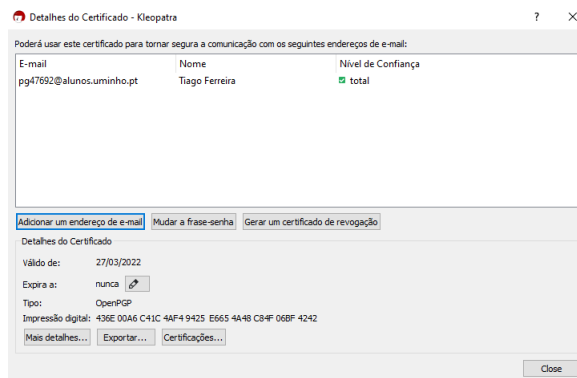 Detalhes do Certificado - Kleopatra
Poderá usar este certificado para tornar segura a comunicação com os seguintes endereços de e-mail:
E-mail Nome Nível de Confiança
pg47692@alunos.uminho.pt Tiago Ferreira total
Adicionar um endereço de e-mail Mudar a frase-senha Gerar um certificado de revogação
Detalhes do Certificado
Válido de: 27/03/2022
Expira a: nunca
Tipo: OpenPGP
Impressão digital: 436E 00A6 C41C 4AF4 9425 E665 4A48 C84F 06BF 4242
Mais detalhes... Exportar... Certificações...
Close